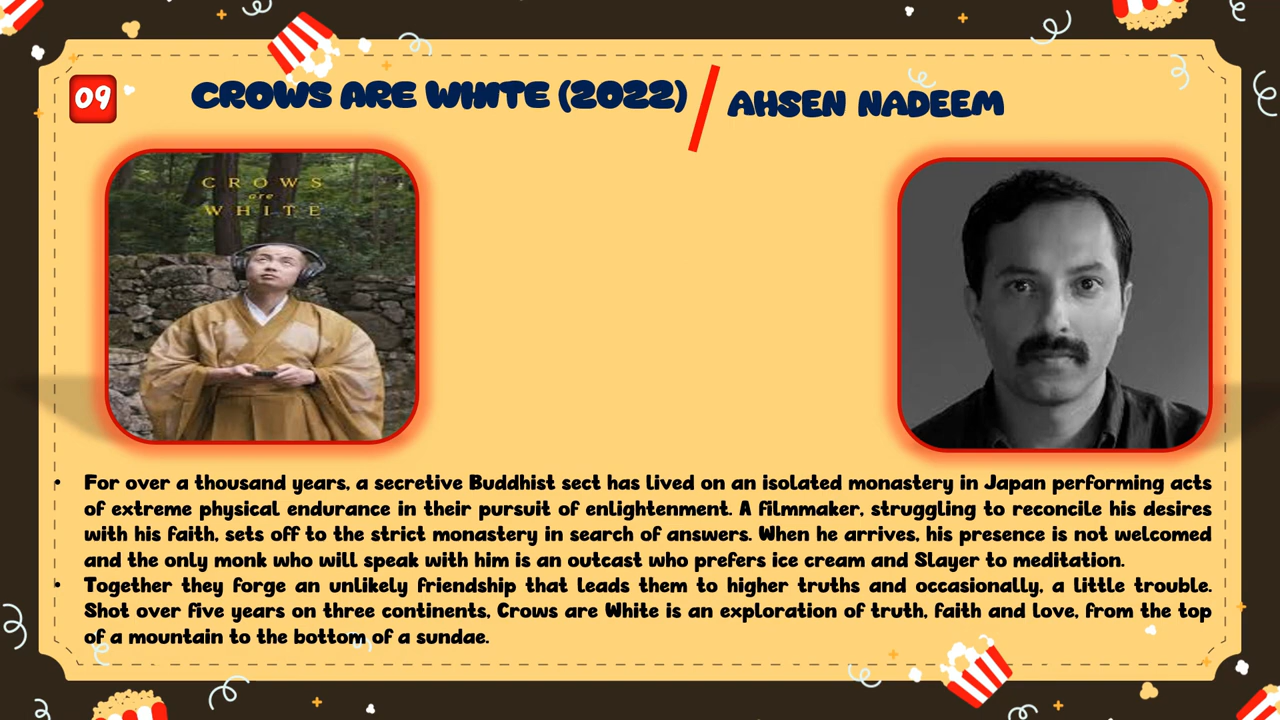 09
CROWS ARE WHITE (2022)
AHSEN NADEEM
CROWS
are
WHITE
• For over a thousand years, a secretive Buddhist sect has lived on an isolated monastery in Japan performing acts
of extreme physical endurance in their pursuit of enlightenment. A filmmaker, struggling to reconcile his desires
with his faith, sets off to the strict monastery in search of answers. When he arrives, his presence is not welcomed
and the only monk who will speak with him is an outcast who prefers ice cream and Slayer to meditation.
• Together they forge an unlikely friendship that leads them to higher truths and occasionally, a little trouble.
Shot over five years on three continents, Crows are White is an exploration of truth, faith and love, from the top
of a mountain to the bottom of a sundae.